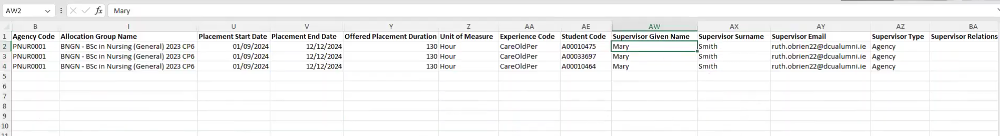 AW2 fx Mary
B I U V Y Z AA AE AW AX AY AZ BA
1 Agency Code Allocation Group Name Placement Start Date Placement End Date Offered Placement Duration Unit of Measure Experience Code Student Code Supervisor Given Name Supervisor Surname Supervisor Email Supervisor Type Supervisor Relations
2 PNUR0001 BNGN - BSc in Nursing (General) 2023 CP6 01/09/2024 12/12/2024 130 Hour CareOldPer A00010475 Mary Smith ruth.obrien22@dcualumni.ie Agency
3 PNUR0001 BNGN - BSc in Nursing (General) 2023 CP6 01/09/2024 12/12/2024 130 Hour CareOldPer A00033697 Mary Smith ruth.obrien22@dcualumni.ie Agency
4 PNUR0001 BNGN - BSc in Nursing (General) 2023 CP6 01/09/2024 12/12/2024 130 Hour CareOldPer A00010464 Mary Smith ruth.obrien22@dcualumni.ie Agency
5
6
7
8
9
10
11